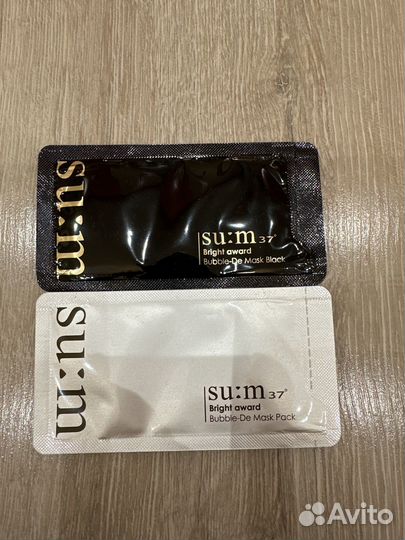 su:m
su:m37°
Bright award
Bubble-De Mask Black
su:m
su:m37°
Bright award
Bubble-De Mask Pack
Avito